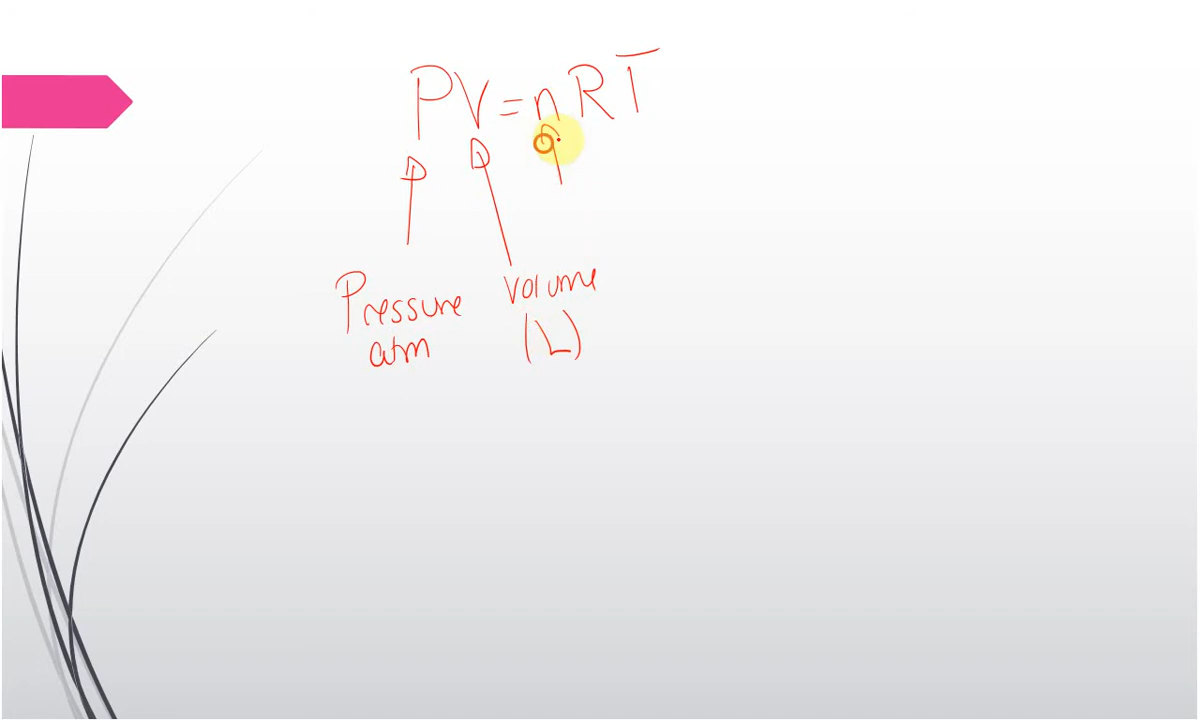 PV = nRT
Pressure volume
atm (L)